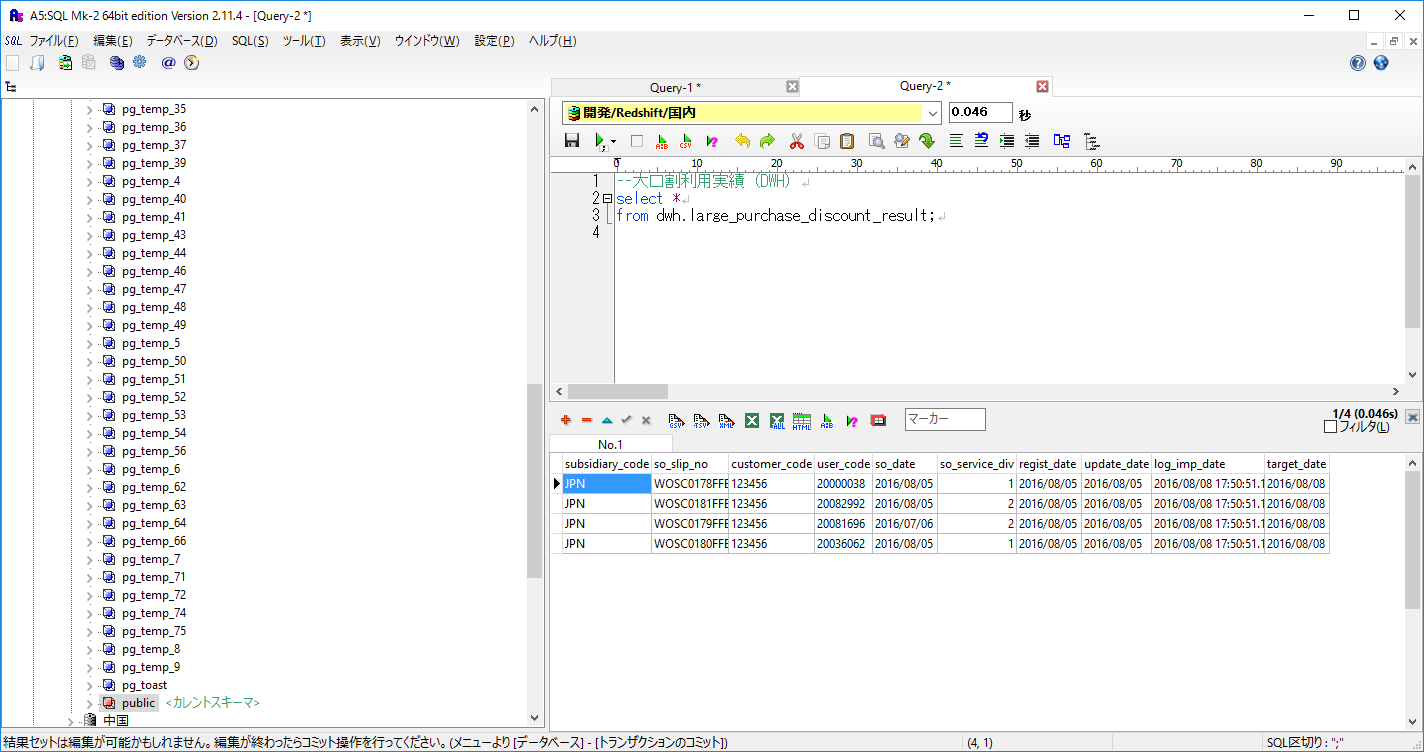 A5:SQL Mk-2 64bit edition Version 2.11.4 - [Query-2 *]
SQL ファイル(F) 編集(E) データベース(D) SQL(S) ツール(T) 表示(V) ウインドウ(W) 設定(P) ヘルプ(H)
pg_temp_35
pg_temp_36
pg_temp_37
pg_temp_39
pg_temp_4
pg_temp_40
pg_temp_41
pg_temp_43
pg_temp_44
pg_temp_46
pg_temp_47
pg_temp_48
pg_temp_49
pg_temp_5
pg_temp_50
pg_temp_51
pg_temp_52
pg_temp_53
pg_temp_54
pg_temp_56
pg_temp_6
pg_temp_62
pg_temp_63
pg_temp_64
pg_temp_66
pg_temp_7
pg_temp_71
pg_temp_72
pg_temp_74
pg_temp_75
pg_temp_8
pg_temp_9
pg_toast
public <カレントスキーマ>
中国
Query-1 * Query-2 *
開発/Redshift/国内 0.046 秒
0 10 20 30 40 50 60 70 80 90
1 --大口割利用実績（DWH）
2 select *
3 from dwh.large_purchase_discount_result;
4
マーカー
1/4 (0.046s)
フィルタ(L)
No.1
subsidiary_code so_slip_no customer_code user_code so_date so_service_div regist_date update_date log_imp_date target_date
JPN WOSC0178FFE 123456 20000038 2016/08/05 1 2016/08/05 2016/08/05 2016/08/08 17:50:51.1 2016/08/08
JPN WOSC0181FFE 123456 20082992 2016/08/05 2 2016/08/05 2016/08/05 2016/08/08 17:50:51.1 2016/08/08
JPN WOSC0179FFE 123456 20081696 2016/07/06 2 2016/08/05 2016/08/05 2016/08/08 17:50:51.1 2016/08/08
JPN WOSC0180FFE 123456 20036062 2016/08/05 1 2016/08/05 2016/08/05 2016/08/08 17:50:51.1 2016/08/08
結果セットは編集が可能かもしれません。編集が終わったらコミット操作を行ってください。(メニューより [データベース] - [トランザクションのコミット]) (4, 1) SQL区切り : ";"